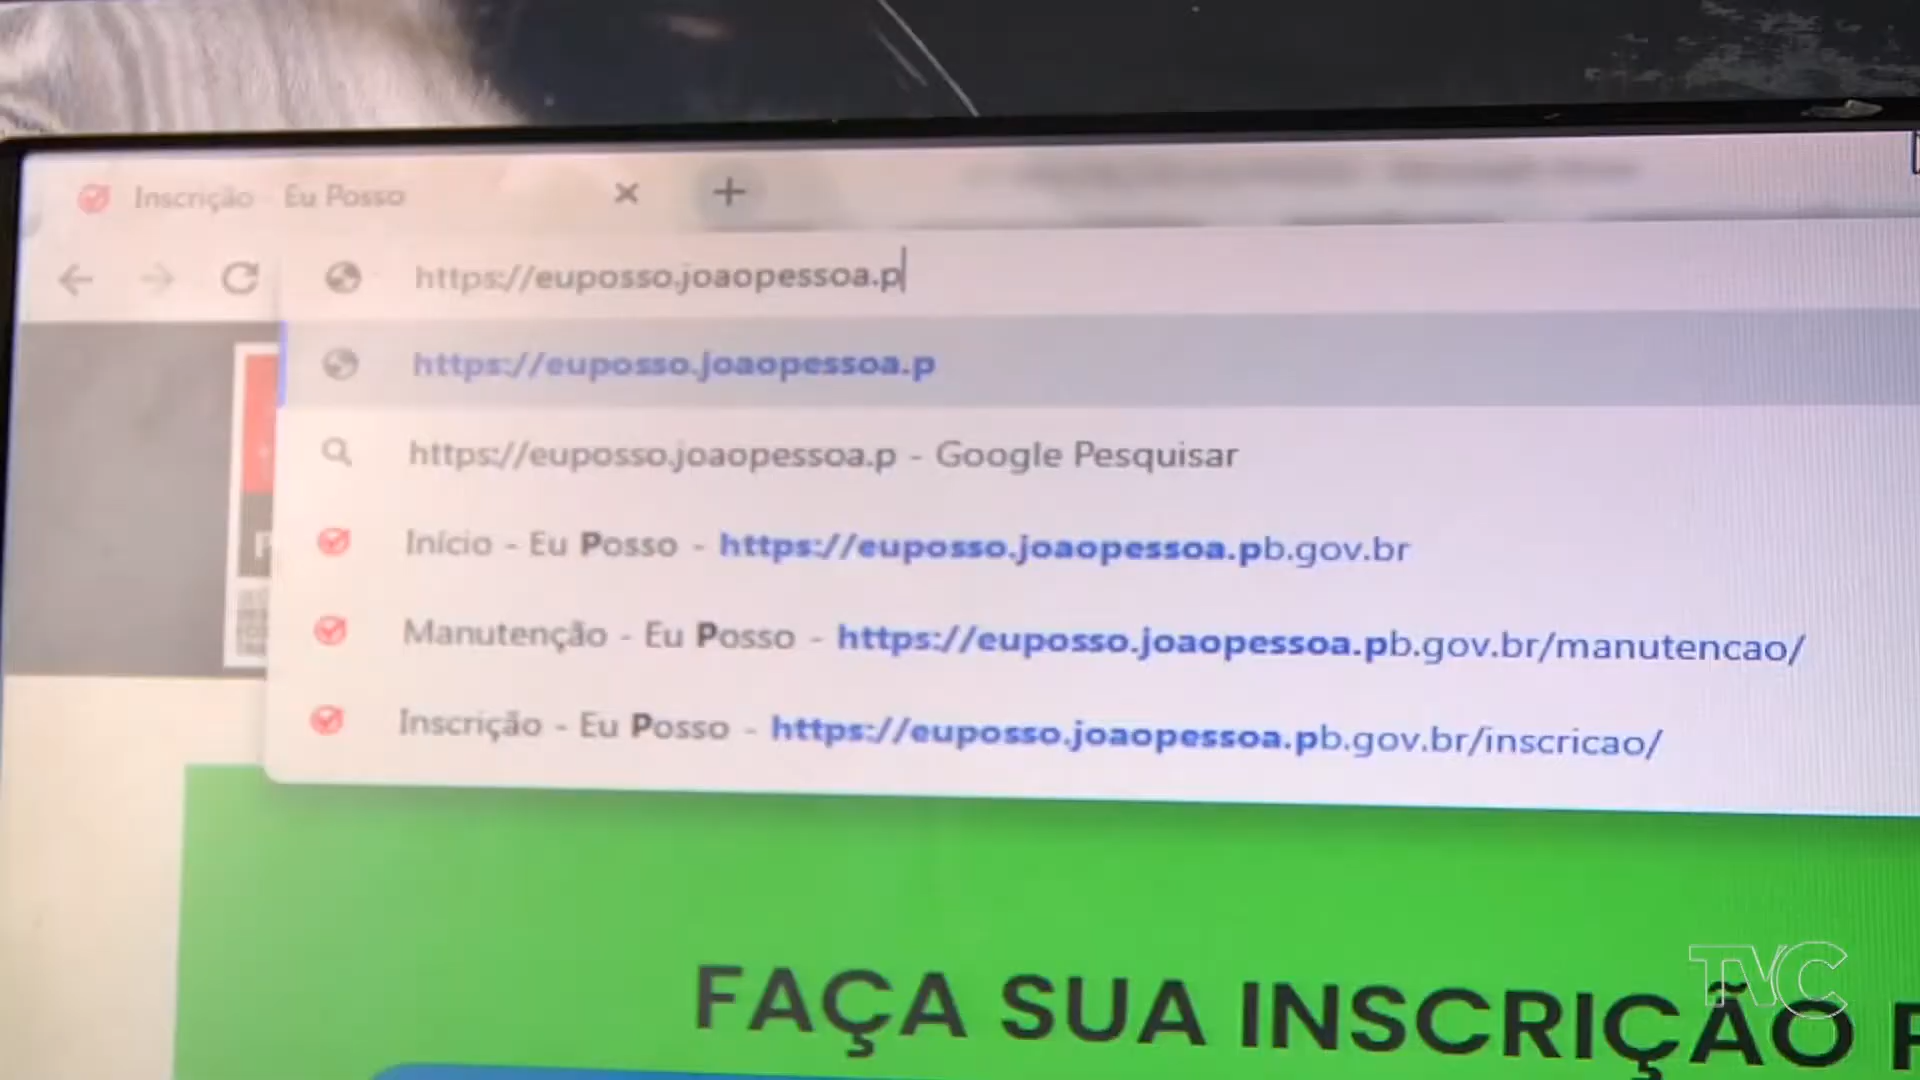 Inscrição - Eu Posso
https://euposso.joaopessoa.p
https://euposso.joaopessoa.p
https://euposso.joaopessoa.p - Google Pesquisar
Início - Eu Posso - https://euposso.joaopessoa.pb.gov.br
Manutenção - Eu Posso - https://euposso.joaopessoa.pb.gov.br/manutencao/
Inscrição - Eu Posso - https://euposso.joaopessoa.pb.gov.br/inscricao/
FAÇA SUA INSCRIÇÃO
TVC